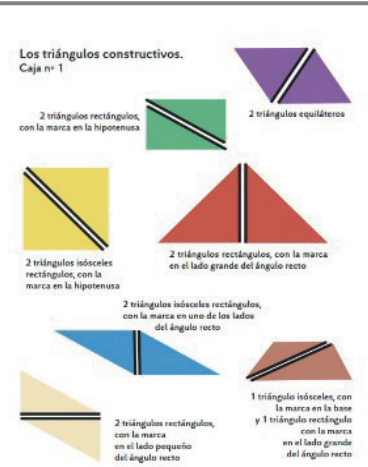 Los triángulos constructivos.
Caja nº 1
2 triángulos equiláteros
2 triángulos rectángulos,
con la marca en la hipotenusa
2 triángulos isósceles
rectángulos, con la
marca en la hipotenusa
2 triángulos rectángulos, con la marca
en el lado grande del ángulo recto
2 triángulos isósceles rectángulos,
con la marca en uno de los lados
del ángulo recto
2 triángulos rectángulos,
con la marca
en el lado pequeño
del ángulo recto
1 triángulo isósceles, con
la marca en la base
y 1 triángulo rectángulo
con la marca
en el lado grande
del ángulo recto